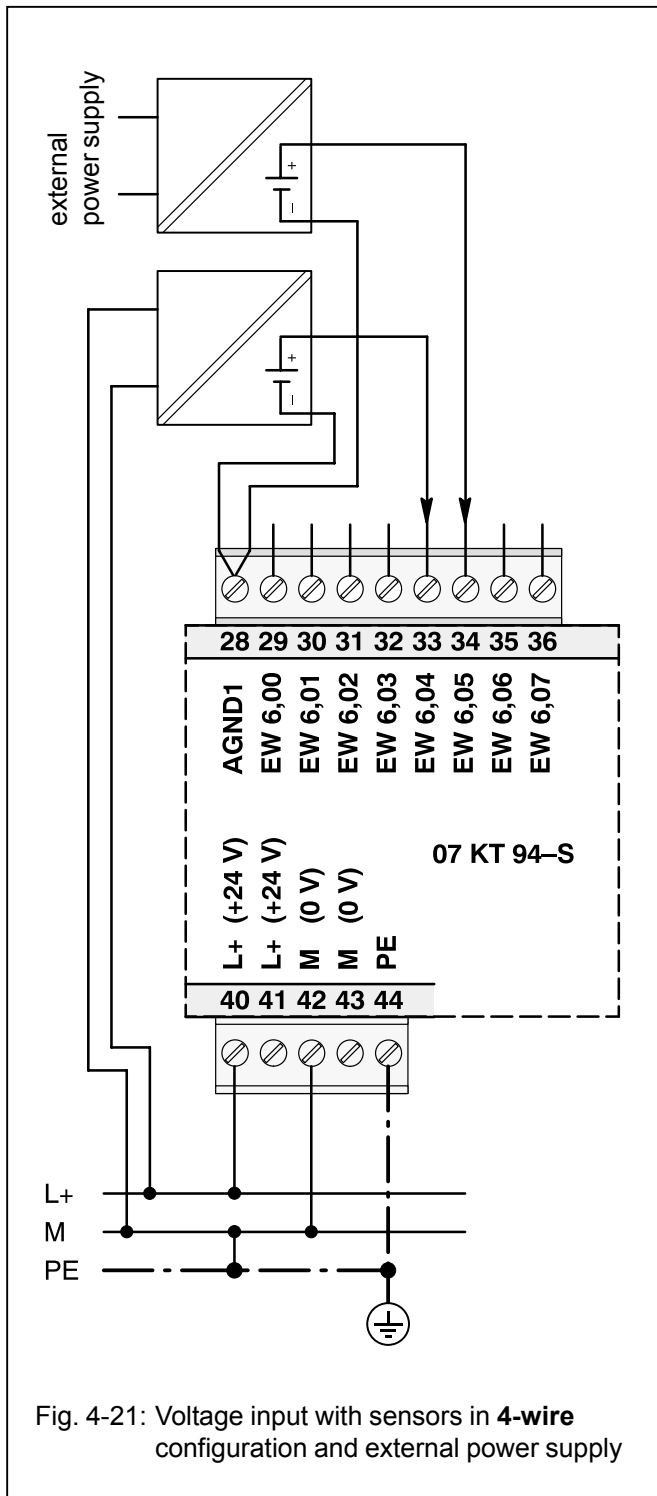 external
power supply
+
–
+
–
28 29 30 31 32 33 34 35 36
AGND1
EW 6,00
EW 6,01
EW 6,02
EW 6,03
EW 6,04
EW 6,05
EW 6,06
EW 6,07
07 KT 94–S
L+ (+24 V)
L+ (+24 V)
M (0 V)
M (0 V)
PE
40 41 42 43 44
L+
M
PE
Fig. 4-21: Voltage input with sensors in 4-wire
configuration and external power supply